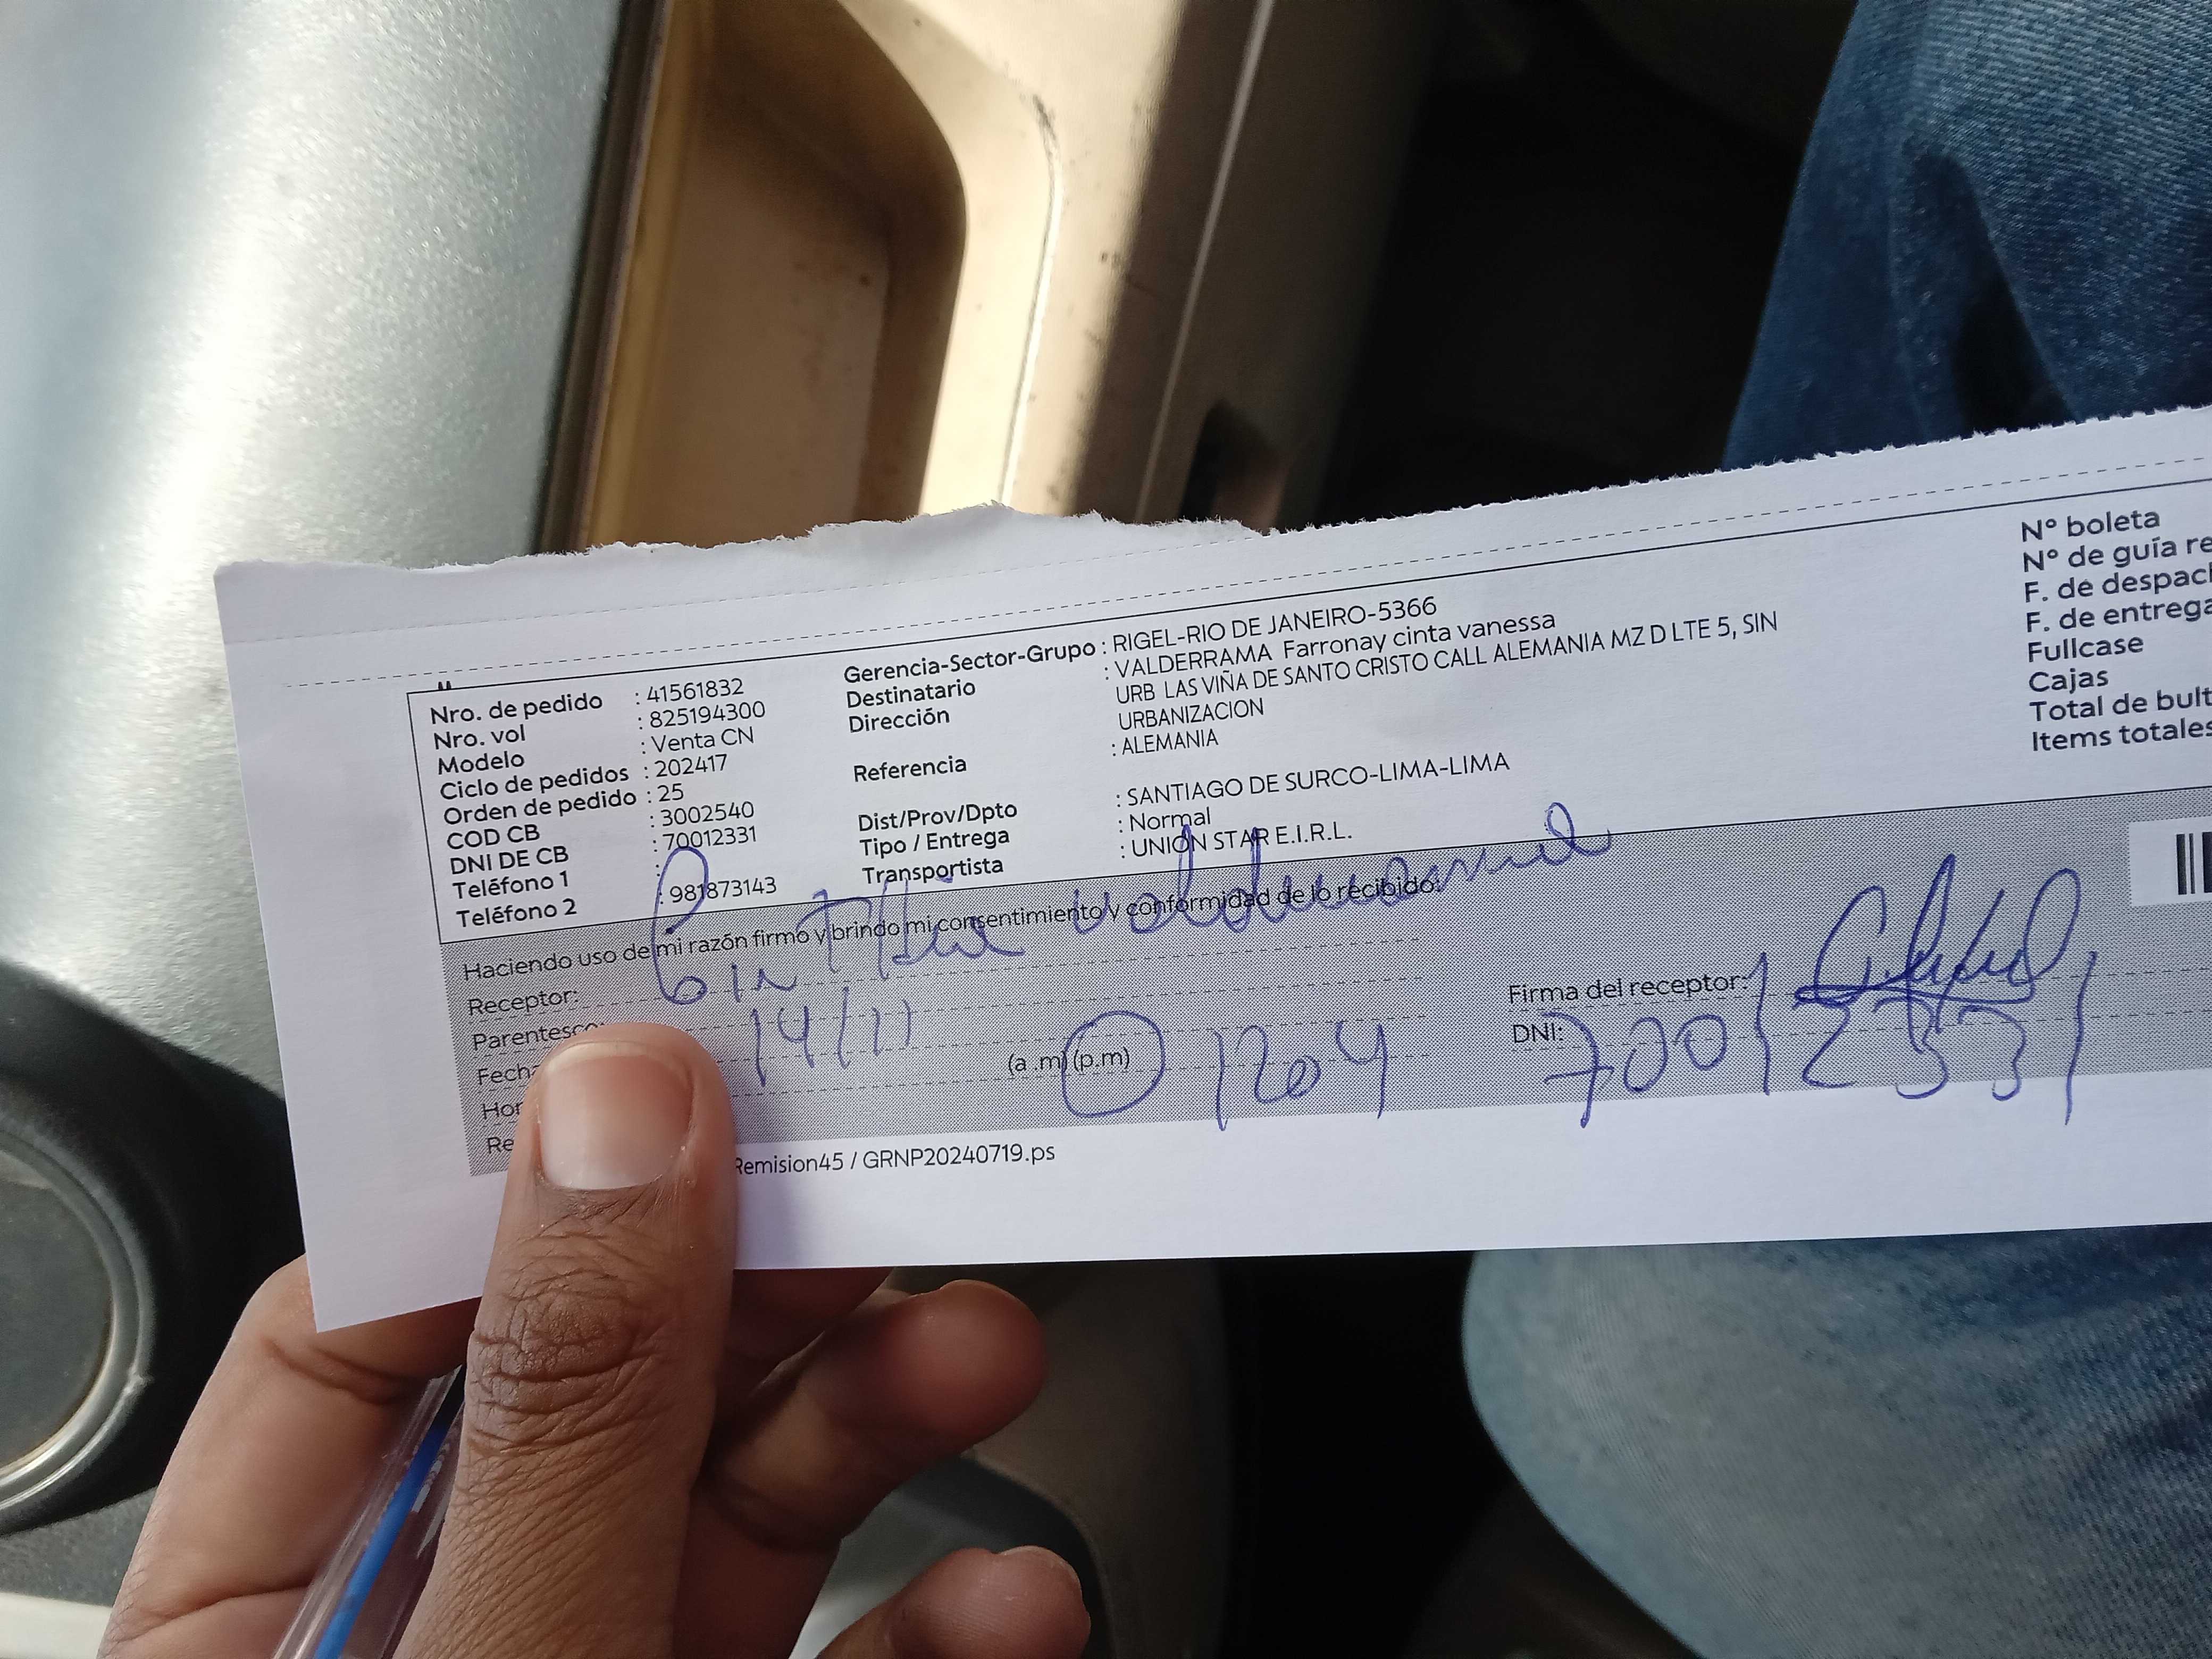 Nro. de pedido : 41561832
Nro. vol : 825194300
Modelo : Venta CN
Ciclo de pedidos : 202417
Orden de pedido : 25
COD CB : 3002540
DNI DE CB : 70012331
Teléfono 1 :
Teléfono 2 : 981873143
Gerencia-Sector-Grupo : RIGEL-RIO DE JANEIRO-5366
Destinatario : VALDERRAMA Farronay cinta vanessa
Dirección URB LAS VIÑA DE SANTO CRISTO CALL ALEMANIA MZ D LTE 5, SIN
URBANIZACION
Referencia : ALEMANIA
Dist/Prov/Dpto : SANTIAGO DE SURCO-LIMA-LIMA
Tipo / Entrega : Normal
Transportista : UNION STAR E.I.R.L.
Nº boleta
Nº de guía re
F. de despach
F. de entrega
Fullcase
Cajas
Total de bult
Items totales
Haciendo uso de mi razón firmo y brindo mi consentimiento y conformidad de lo recibido:
Receptor:
Parentesco:
14/11
(a .m) (p.m) 1204
Firma del receptor:
DNI: 70012331
Remision45 / GRNP20240719.ps